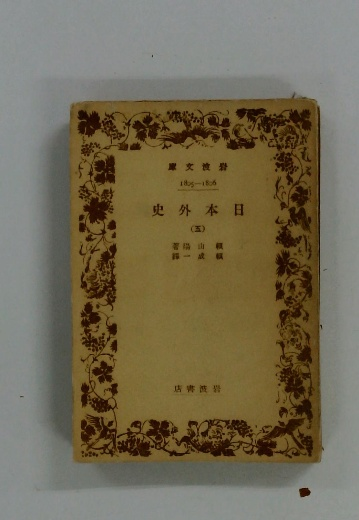 岩波文庫
日本外史
（五）
頼山陽著
頼成一譯
岩波書店